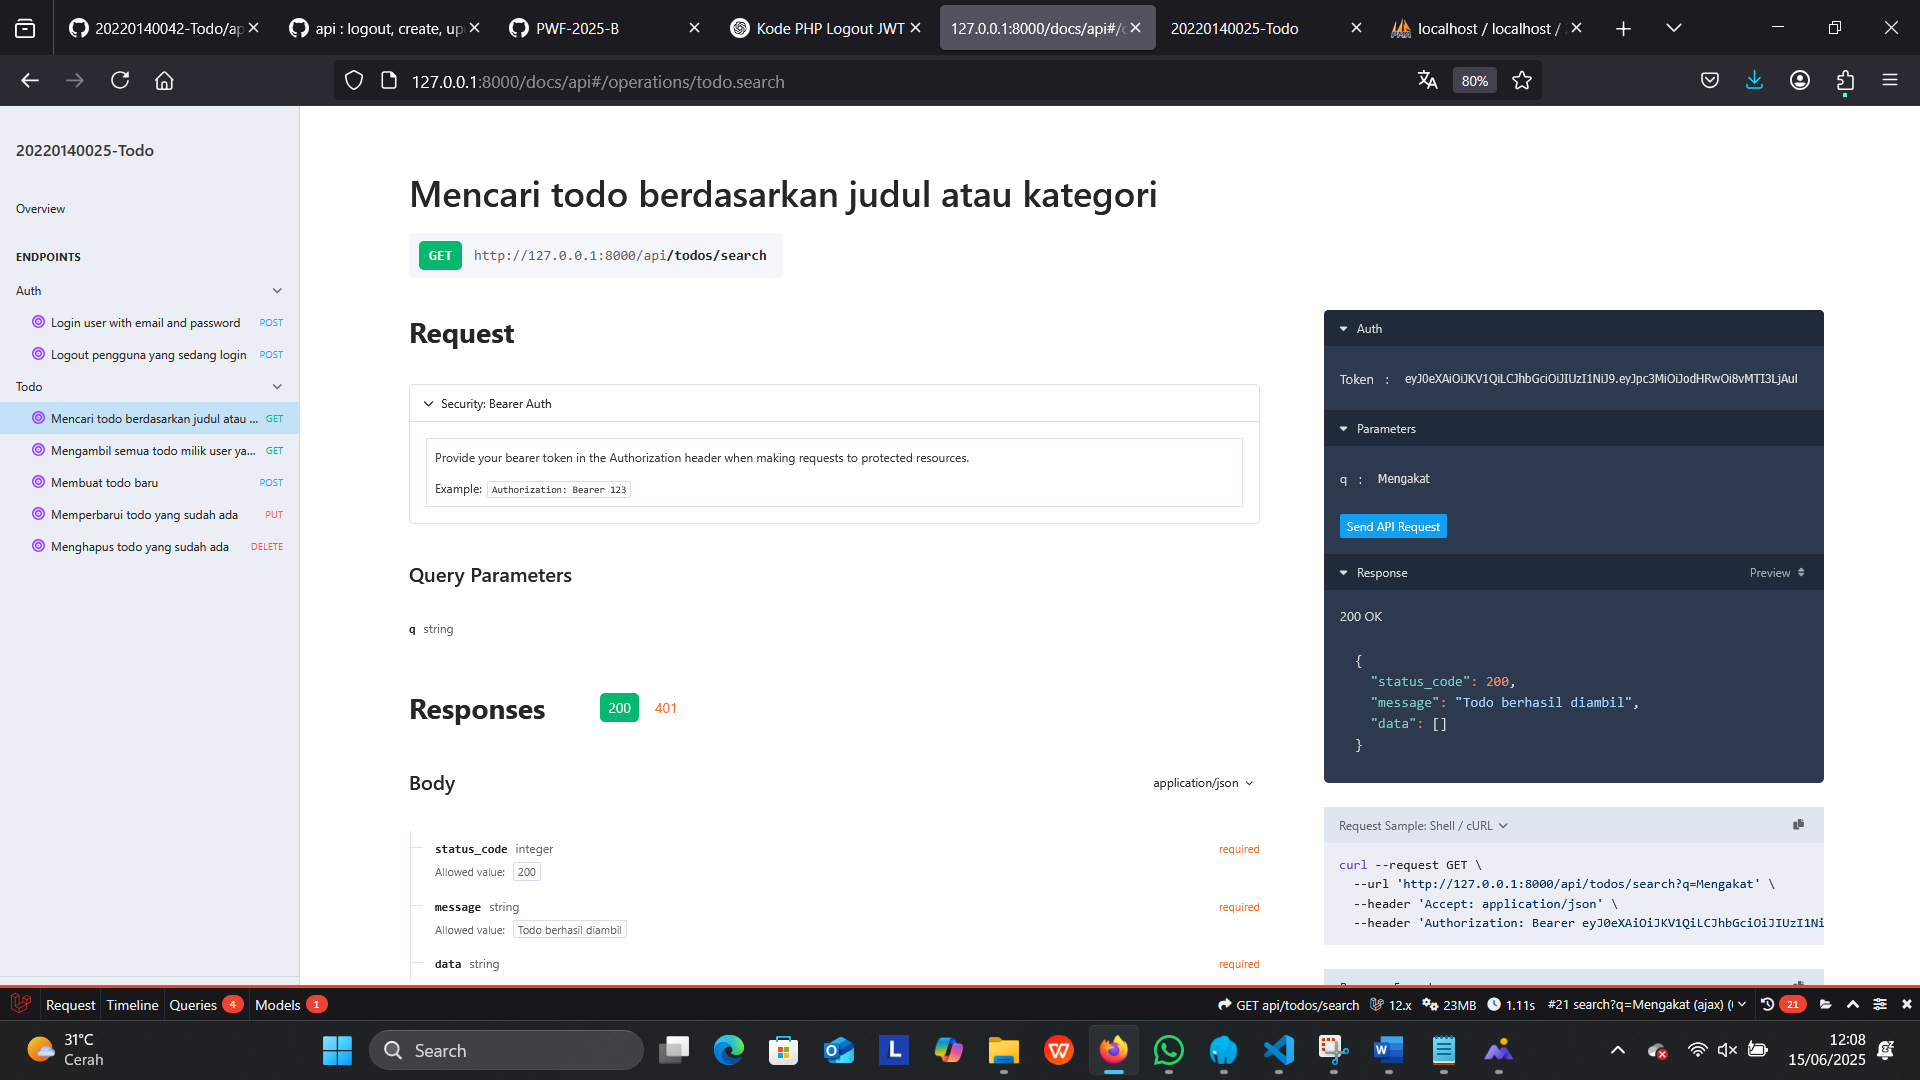 20220140042-Todo/ap
api : logout, create, up
PWF-2025-B
Kode PHP Logout JWT
127.0.0.1:8000/docs/api#/o
20220140025-Todo
localhost / localhost /
127.0.0.1:8000/docs/api#/operations/todo.search
80%
20220140025-Todo
Overview
ENDPOINTS
Auth
Login user with email and password POST
Logout pengguna yang sedang login POST
Todo
Mencari todo berdasarkan judul atau ... GET
Mengambil semua todo milik user ya... GET
Membuat todo baru POST
Memperbarui todo yang sudah ada PUT
Menghapus todo yang sudah ada DELETE
Mencari todo berdasarkan judul atau kategori
GET http://127.0.0.1:8000/api/todos/search
Request
Security: Bearer Auth
Provide your bearer token in the Authorization header when making requests to protected resources.
Example: Authorization: Bearer 123
Query Parameters
q string
Responses 200 401
Body application/json
status_code integer required
Allowed value: 200
message string required
Allowed value: Todo berhasil diambil
data string required
Auth
Token : eyJ0eXAiOiJKV1QiLCJhbGciOiJIUzI1NiJ9.eyJpc3MiOiJodHRwOi8vMTI3LjAuI
Parameters
q : Mengakat
Send API Request
Response Preview
200 OK
{
"status_code": 200,
"message": "Todo berhasil diambil",
"data": []
}
Request Sample: Shell / cURL
curl --request GET \
--url 'http://127.0.0.1:8000/api/todos/search?q=Mengakat' \
--header 'Accept: application/json' \
--header 'Authorization: Bearer eyJ0eXAiOiJKV1QiLCJhbGciOiJIUzI1Ni
Request Timeline Queries 4 Models 1
GET api/todos/search 12.x 23MB 1.11s #21 search?q=Mengakat (ajax) ( 21
31°C
Cerah
Search
12:08
15/06/2025